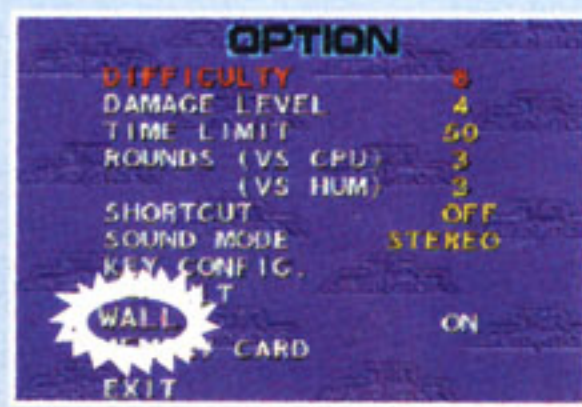 OPTION
DIFFICULTY
DAMAGE LEVEL 4
TIME LIMIT 50
ROUNDS (VS CPU) 3
(VS HUM) 3
SHORTCUT OFF
SOUND MODE STEREO
KEY CONFIG.
WALL ON
CARD
EXIT